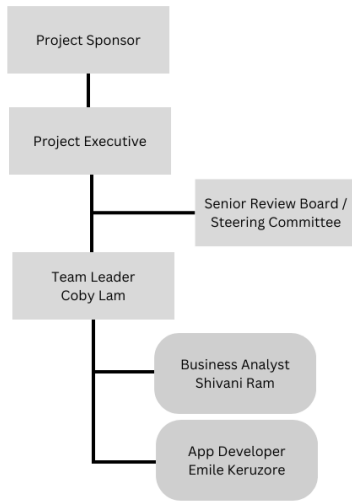 Project Sponsor
Project Executive
Senior Review Board /
Steering Committee
Team Leader
Coby Lam
Business Analyst
Shivani Ram
App Developer
Emile Keruzore